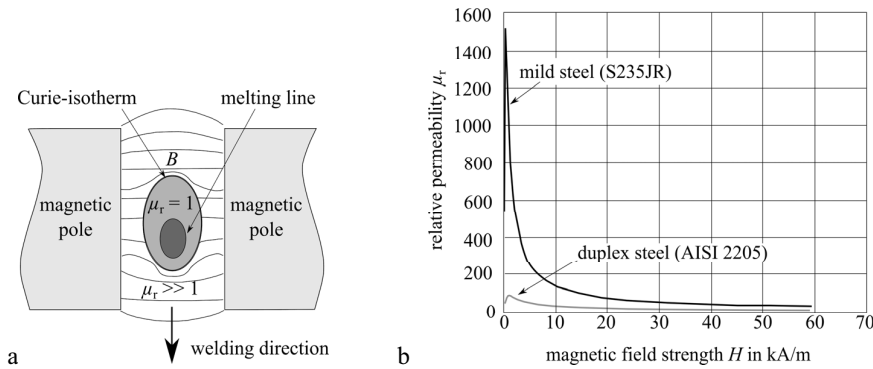 Curie-isotherm
melting line
B
magnetic
pole
μr = 1
magnetic
pole
μr >> 1
welding direction
a
relative permeability μr
1600
1400
1200
1000
800
600
400
200
0
mild steel (S235JR)
duplex steel (AISI 2205)
0 10 20 30 40 50 60 70
magnetic field strength H in kA/m
b